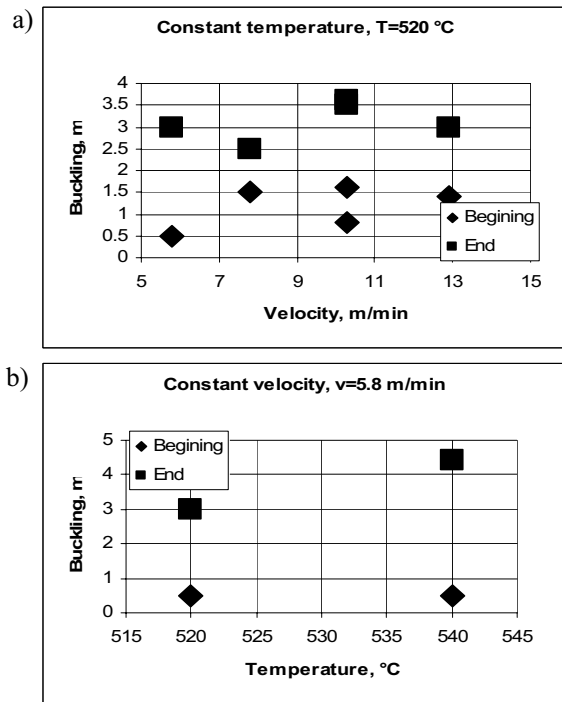 a)
Constant temperature, T=520 °C
4
3.5
3
2.5
2
1.5
1
0.5
0
Buckling, m
5 7 9 11 13 15
Velocity, m/min
Begining
End
b)
Constant velocity, v=5.8 m/min
5
4
3
2
1
0
Buckling, m
Begining
End
515 520 525 530 535 540 545
Temperature, °C